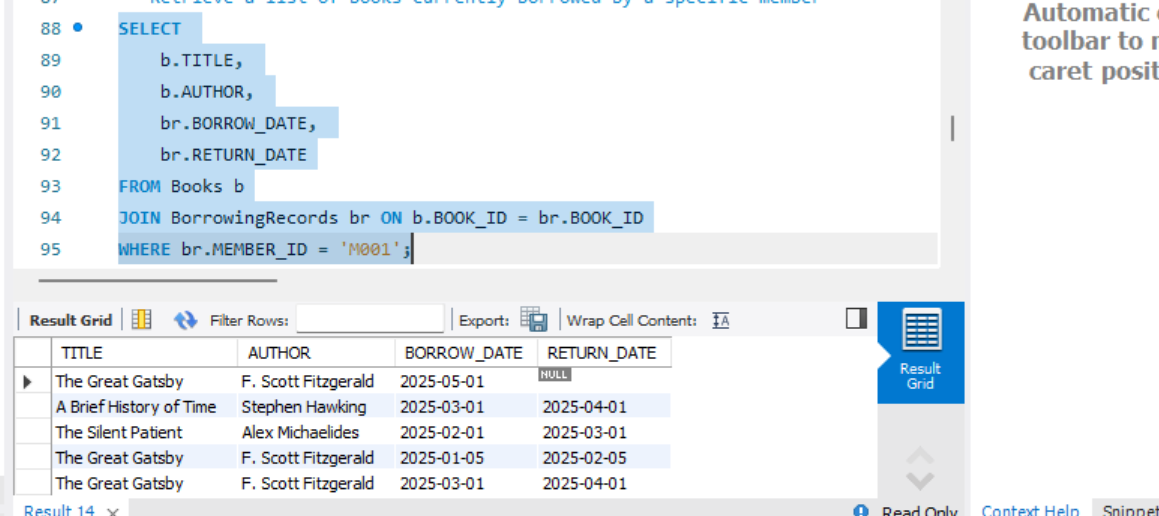 87 Retrieve a list of books currently borrowed by a specific member
88 SELECT
89 b.TITLE,
90 b.AUTHOR,
91 br.BORROW_DATE,
92 br.RETURN_DATE
93 FROM Books b
94 JOIN BorrowingRecords br ON b.BOOK_ID = br.BOOK_ID
95 WHERE br.MEMBER_ID = 'M001';
Automatic
toolbar to
caret posit
Result Grid Filter Rows: Export: Wrap Cell Content:
TITLE AUTHOR BORROW_DATE RETURN_DATE
The Great Gatsby F. Scott Fitzgerald 2025-05-01 NULL
A Brief History of Time Stephen Hawking 2025-03-01 2025-04-01
The Silent Patient Alex Michaelides 2025-02-01 2025-03-01
The Great Gatsby F. Scott Fitzgerald 2025-01-05 2025-02-05
The Great Gatsby F. Scott Fitzgerald 2025-03-01 2025-04-01
Result
Grid
Result 14
Read Only
Context Help
Snippet